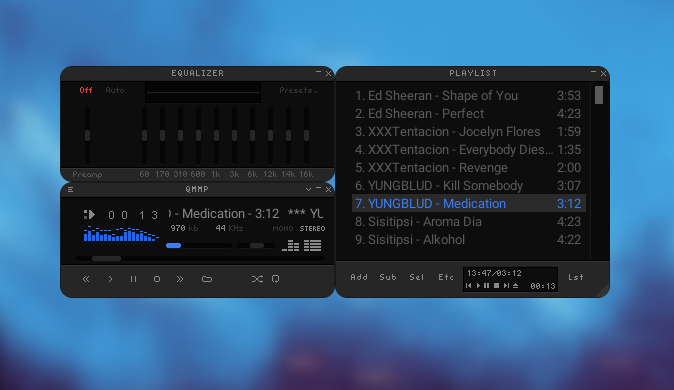 EQUALIZER
Off Auto Presets
Preamp 60 170 310 600 1k 3k 6k 12k 14k 16k
QMMP
00 13 - Medication - 3:12 *** YU
970 kb 44 KHz MONO STEREO
PLAYLIST
1. Ed Sheeran - Shape of You 3:53
2. Ed Sheeran - Perfect 4:23
3. XXXTentacion - Jocelyn Flores 1:59
4. XXXTentacion - Everybody Dies... 1:35
5. XXXTentacion - Revenge 2:00
6. YUNGBLUD - Kill Somebody 3:07
7. YUNGBLUD - Medication 3:12
8. Sisitipsi - Aroma Dia 4:23
9. Sisitipsi - Alkohol 4:22
Add Sub Sel Etc 13:47/03:12 Lst
00:13